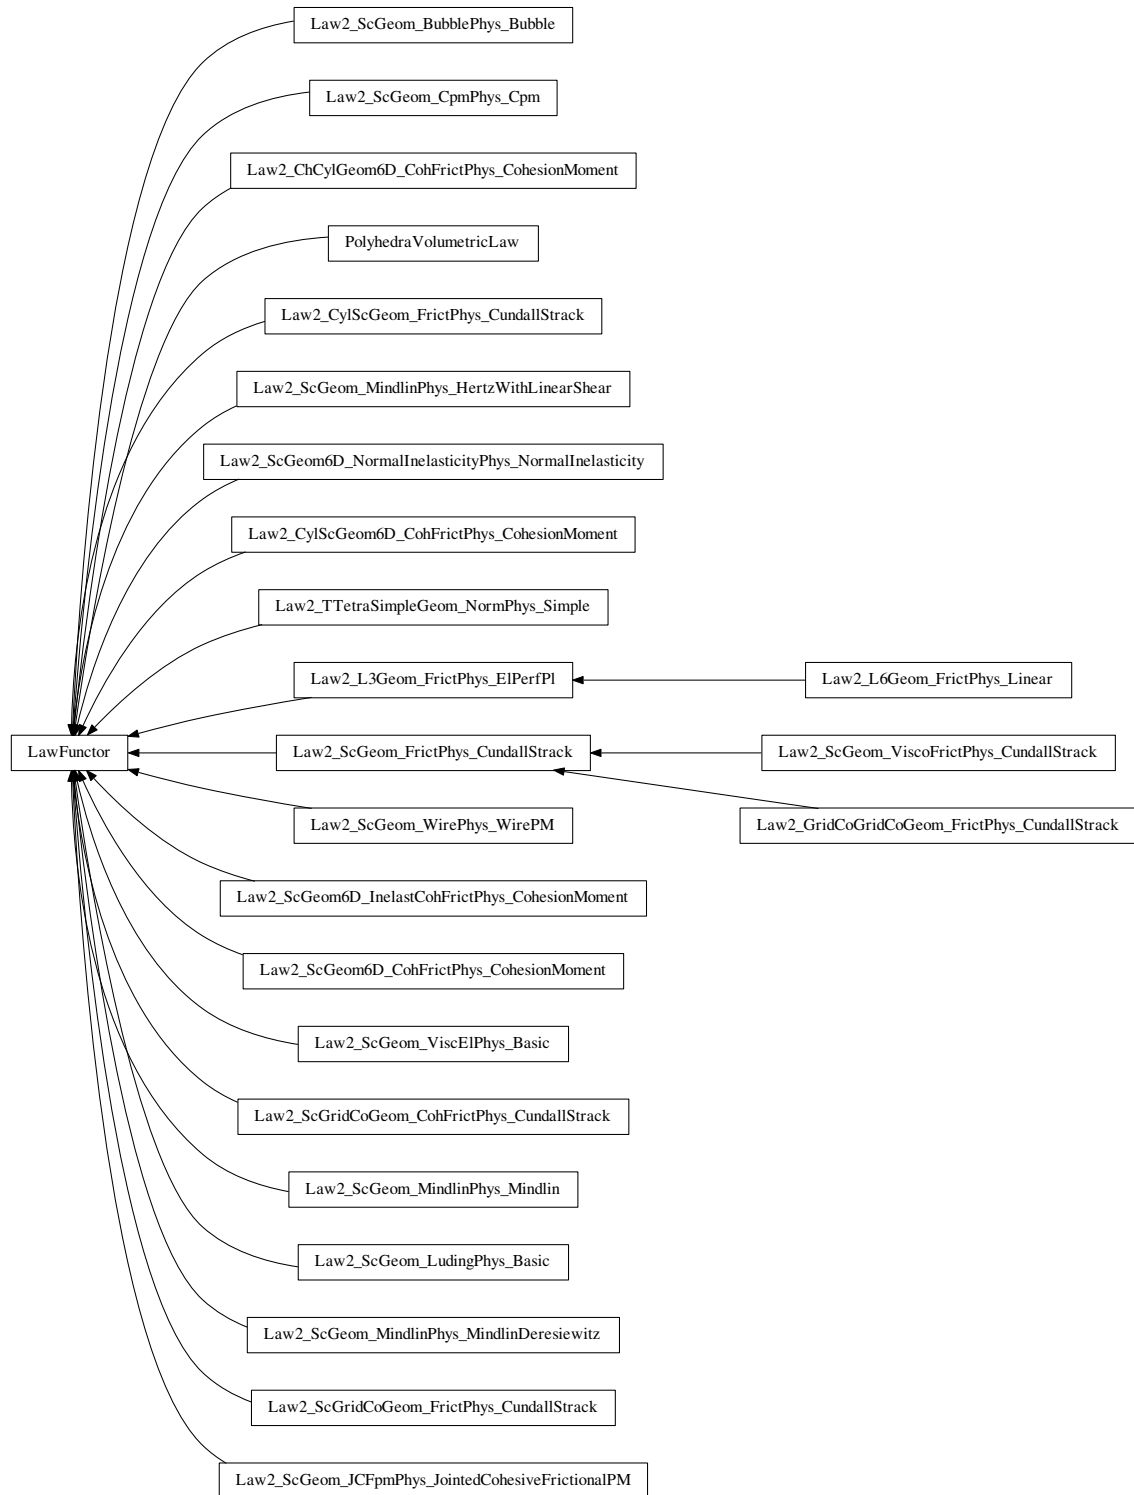 Law2_ScGeom_BubblePhys_Bubble
Law2_ScGeom_CpmPhys_Cpm
Law2_ChCylGeom6D_CohFrictPhys_CohesionMoment
PolyhedraVolumetricLaw
Law2_CylScGeom_FrictPhys_CundallStrack
Law2_ScGeom_MindlinPhys_HertzWithLinearShear
Law2_ScGeom6D_NormalInelasticityPhys_NormalInelasticity
Law2_CylScGeom6D_CohFrictPhys_CohesionMoment
Law2_TTetraSimpleGeom_NormPhys_Simple
Law2_L3Geom_FrictPhys_ElPerfPl
Law2_L6Geom_FrictPhys_Linear
LawFunctor
Law2_ScGeom_FrictPhys_CundallStrack
Law2_ScGeom_ViscoFrictPhys_CundallStrack
Law2_ScGeom_WirePhys_WirePM
Law2_GridCoGridCoGeom_FrictPhys_CundallStrack
Law2_ScGeom6D_InelastCohFrictPhys_CohesionMoment
Law2_ScGeom6D_CohFrictPhys_CohesionMoment
Law2_ScGeom_ViscElPhys_Basic
Law2_ScGridCoGeom_CohFrictPhys_CundallStrack
Law2_ScGeom_MindlinPhys_Mindlin
Law2_ScGeom_LudingPhys_Basic
Law2_ScGeom_MindlinPhys_MindlinDeresiewitz
Law2_ScGridCoGeom_FrictPhys_CundallStrack
Law2_ScGeom_JCFpmPhys_JointedCohesiveFrictionalPM